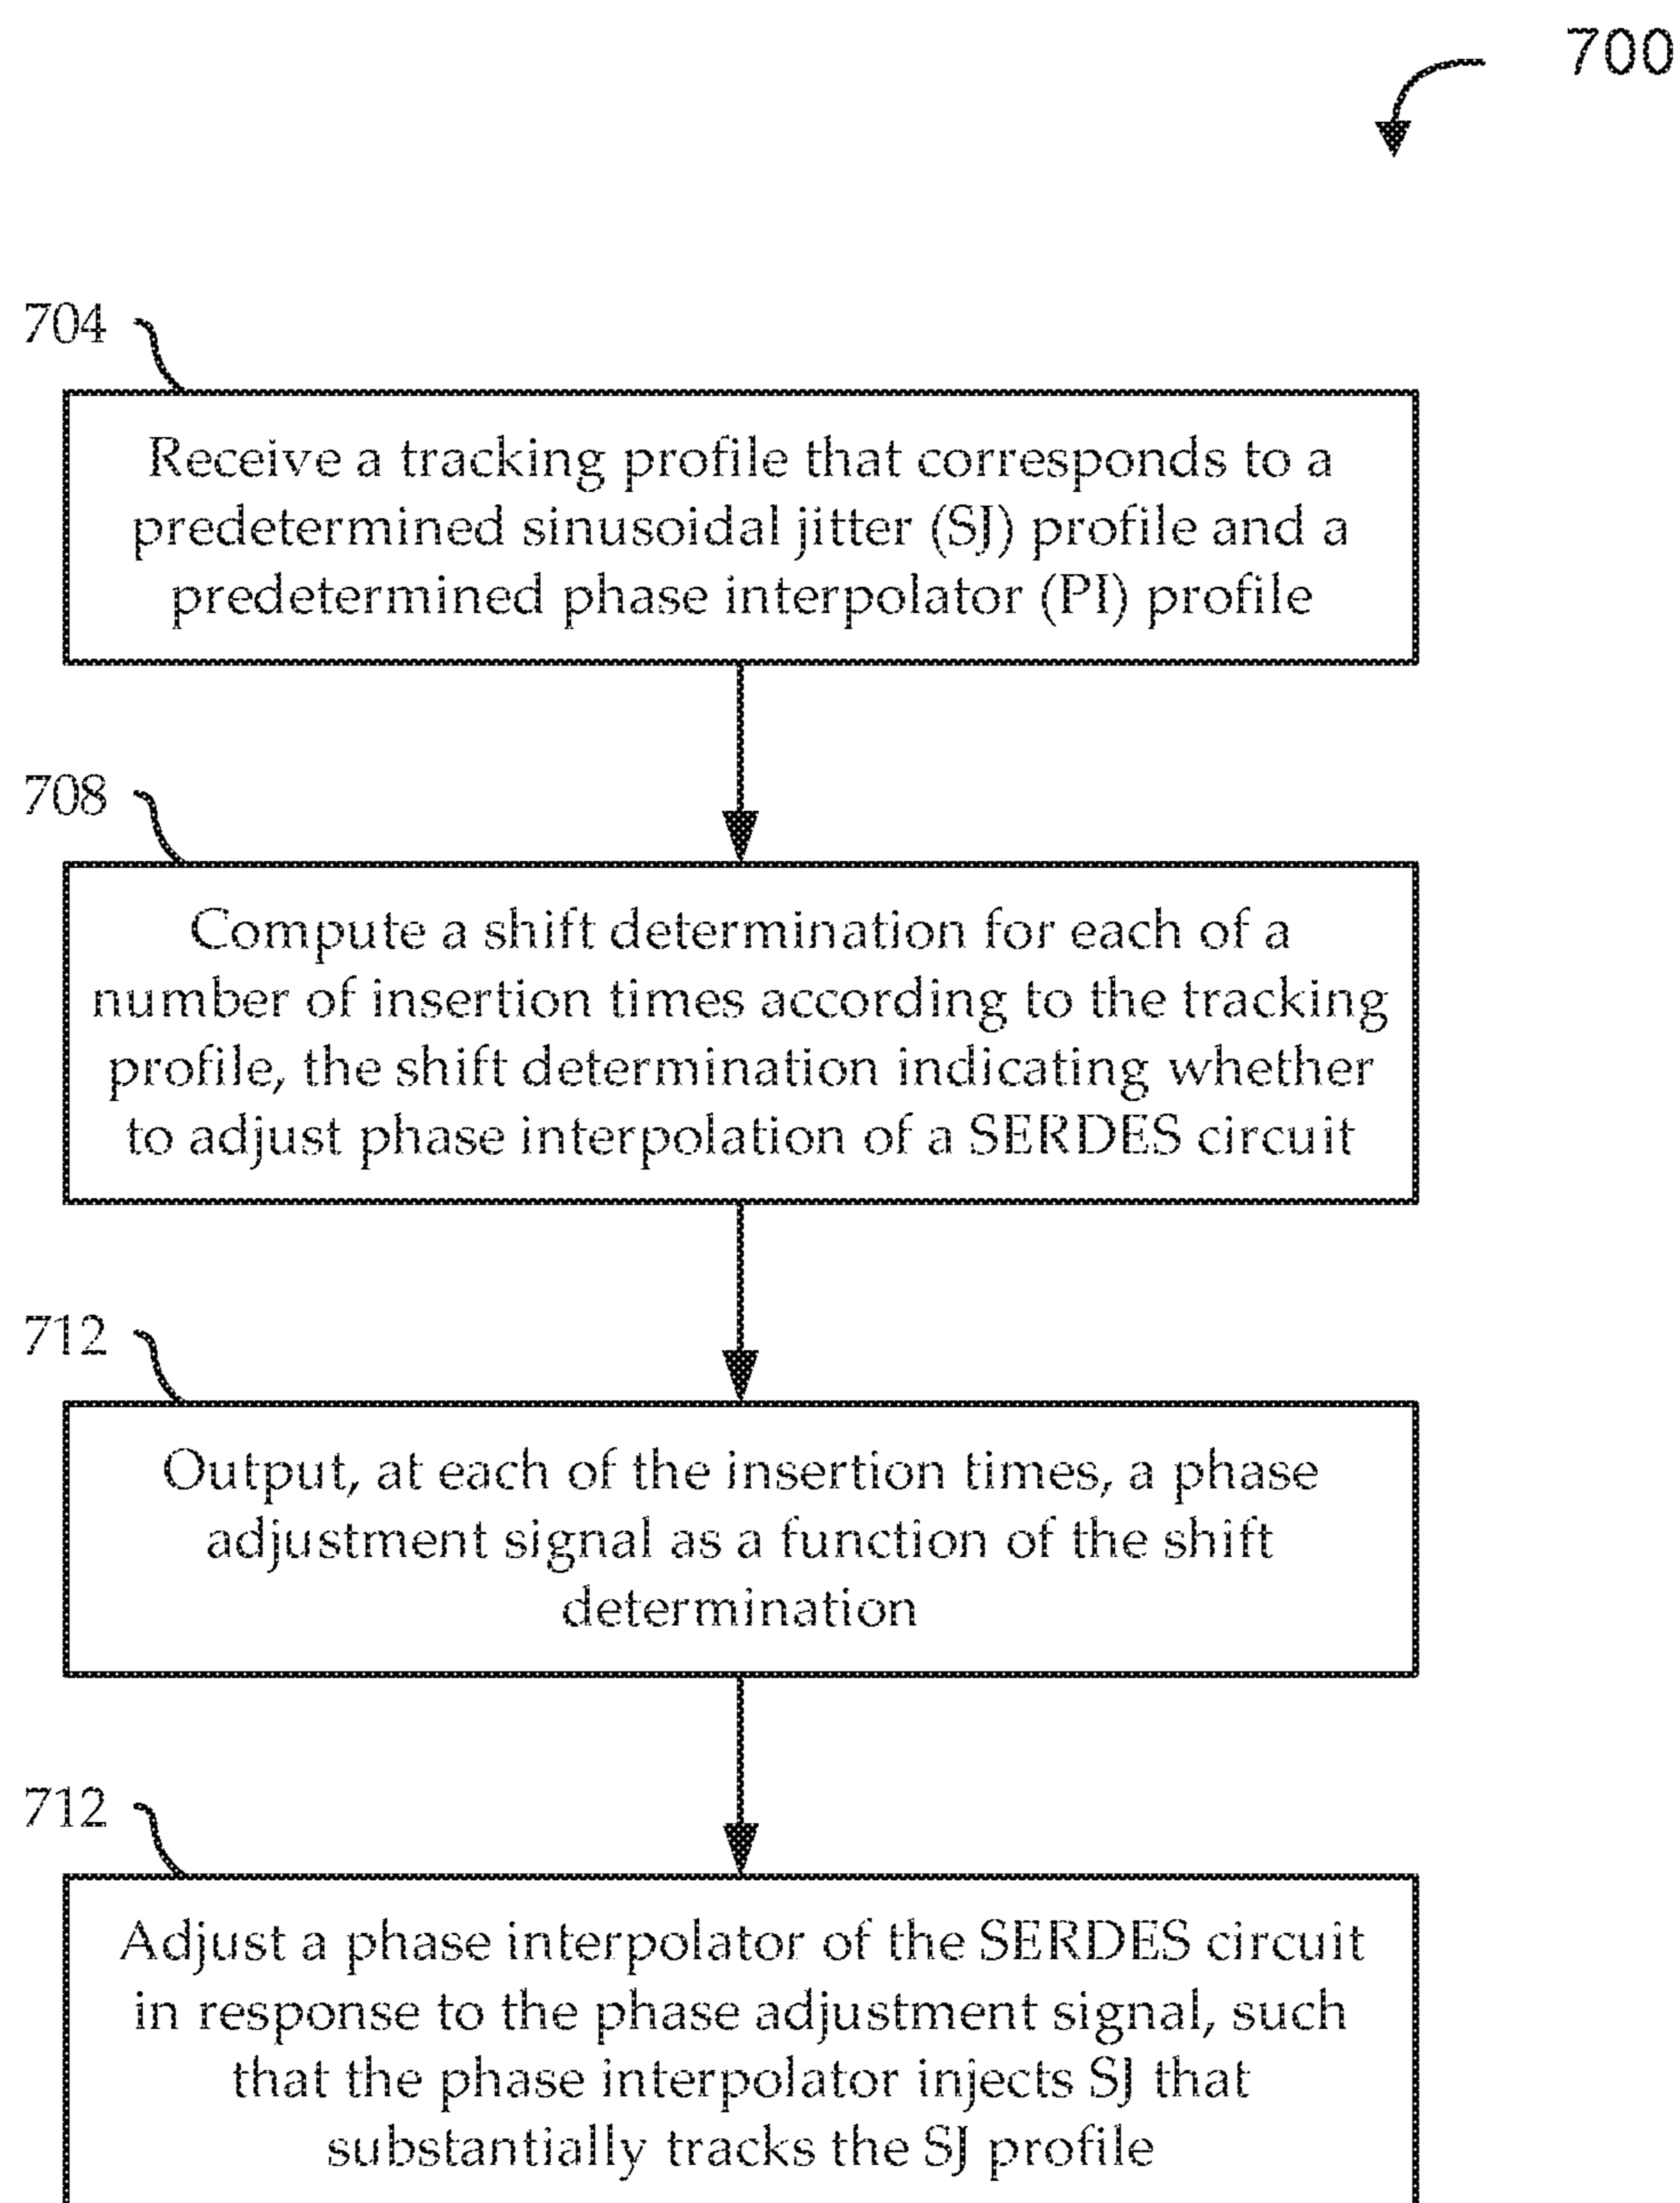 700
704
Receive a tracking profile that corresponds to a
predetermined sinusoidal jitter (SJ) profile and a
predetermined phase interpolator (PI) profile
708
Compute a shift determination for each of a
number of insertion times according to the tracking
profile, the shift determination indicating whether
to adjust phase interpolation of a SERDES circuit
712
Output, at each of the insertion times, a phase
adjustment signal as a function of the shift
determination
712
Adjust a phase interpolator of the SERDES circuit
in response to the phase adjustment signal, such
that the phase interpolator injects SJ that
substantially tracks the SJ profile